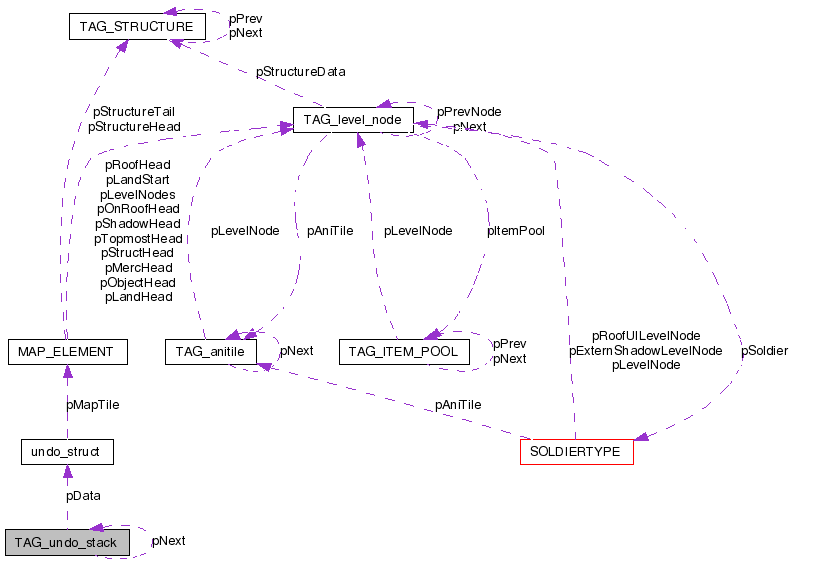 TAG_STRUCTURE
pPrev
pNext
pStructureData
pStructureTail
pStructureHead
TAG_level_node
pPrevNode
pNext
pRoofHead
pLandStart
pLevelNodes
pOnRoofHead
pShadowHead
pTopmostHead
pStructHead
pMercHead
pObjectHead
pLandHead
pLevelNode
pAniTile
pLevelNode
pItemPool
MAP_ELEMENT
TAG_anitile
pNext
TAG_ITEM_POOL
pPrev
pNext
pRoofUILevelNode
pExternShadowLevelNode
pLevelNode
pSoldier
pMapTile
pAniTile
undo_struct
SOLDIERTYPE
pData
TAG_undo_stack
pNext